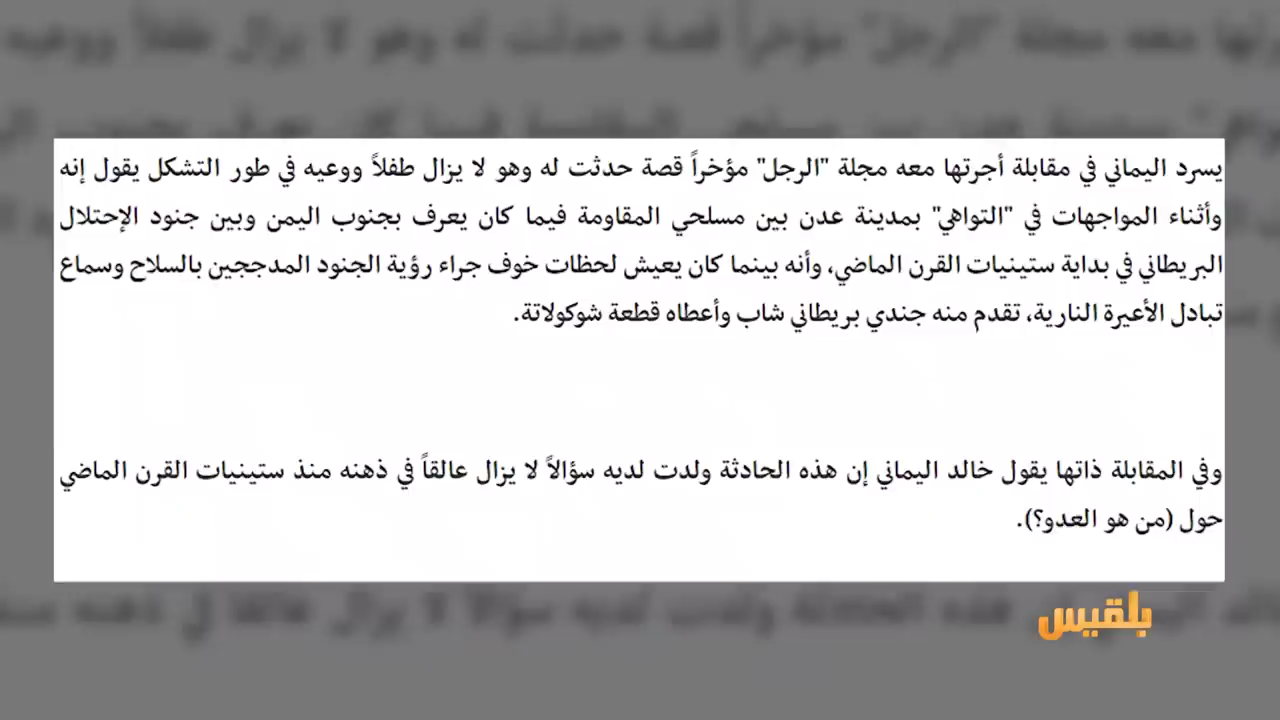 يسرد اليماني في مقابلة أجرتها معه مجلة "الرجل" مؤخراً قصة حدثت له وهو لا يزال طفلاً ووعيه في طور التشكل يقول إنه
وأثناء المواجهات في "التواهي" بمدينة عدن بين مسلحي المقاومة فيما كان يعرف بجنوب اليمن وبين جنود الإحتلال
البريطاني في بداية ستينيات القرن الماضي، وأنه بينما كان يعيش لحظات خوف جراء رؤية الجنود المدججين بالسلاح وسماع
تبادل الأعيرة النارية، تقدم منه جندي بريطاني شاب وأعطاه قطعة شوكولاتة.
وفي المقابلة ذاتها يقول خالد اليماني إن هذه الحادثة ولدت لديه سؤالاً لا يزال عالقاً في ذهنه منذ ستينيات القرن الماضي
حول (من هو العدو؟).
بلقيس